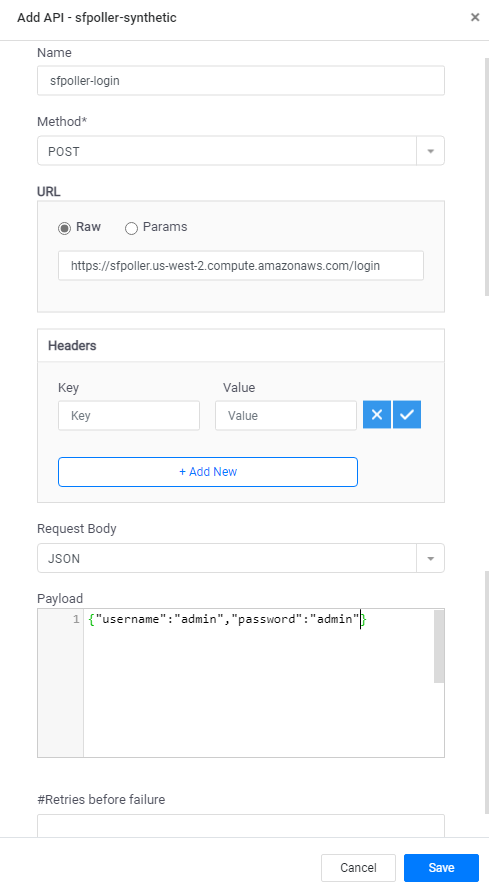 Add API - sfpoller-synthetic ×
Name
sfpoller-login
Method*
POST
URL
Raw Params
https://sfpoller.us-west-2.compute.amazonaws.com/login
Headers
Key Value
Key Value
+ Add New
Request Body
JSON
Payload
1 {"username":"admin","password":"admin"}
#Retries before failure
Cancel Save